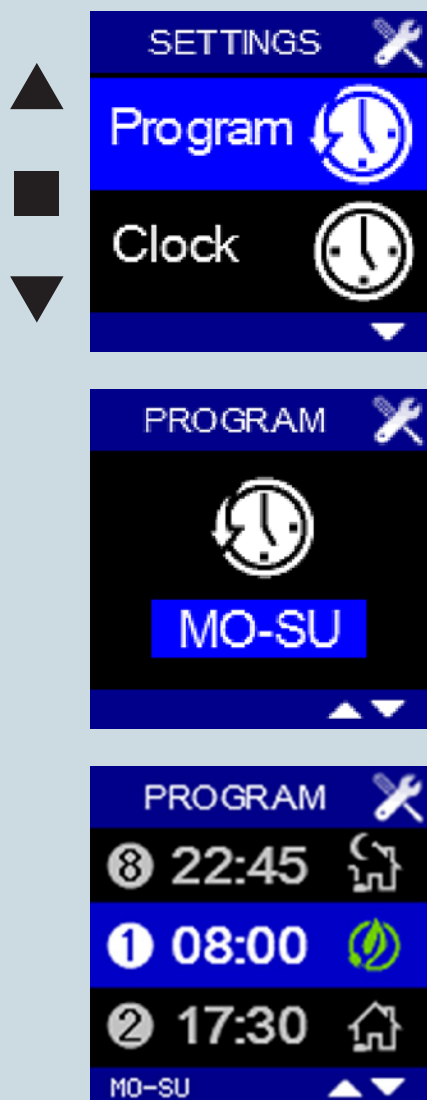 SETTINGS
Program
Clock
PROGRAM
MO-SU
PROGRAM
8 22:45
1 08:00
2 17:30
MO-SU